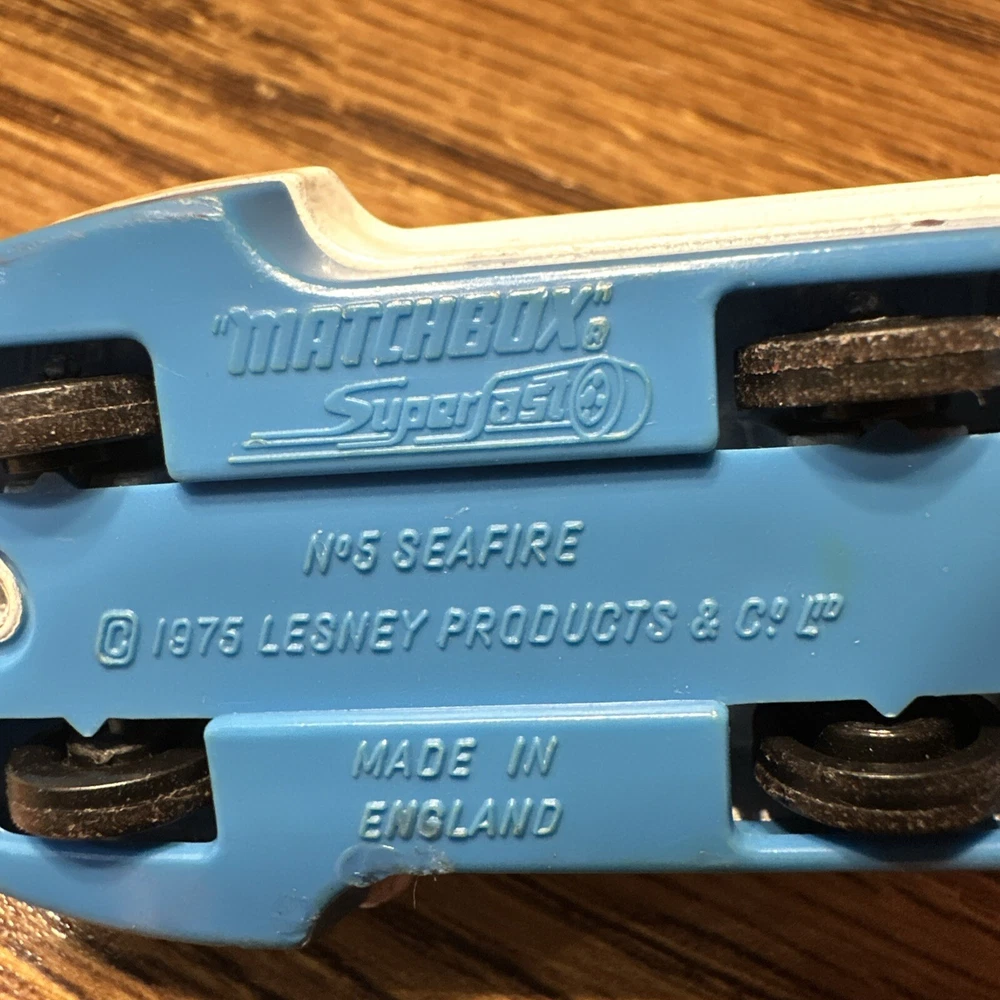 "MATCHBOX"®
Superfast
Nº5 SEAFIRE
© 1975 LESNEY PRODUCTS & Cº Lᵀᴰ
MADE IN
ENGLAND